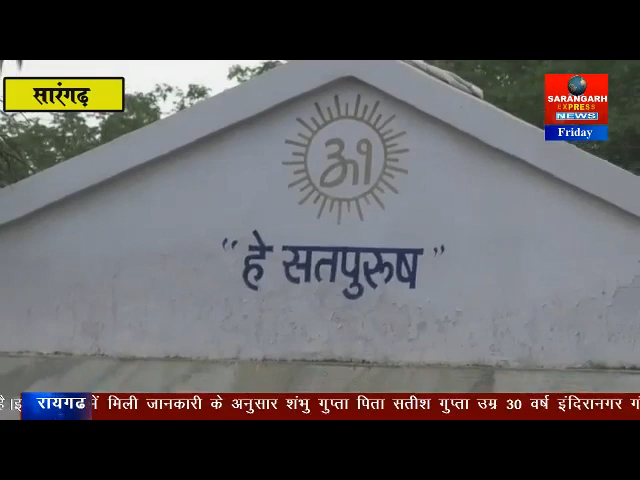 सारंगढ़
SARANGARH
EXPRESS
NEWS
Friday
"हे सतपुरुष"
रायगढ
में मिली जानकारी के अनुसार शंभु गुप्ता पिता सतीश गुप्ता उम्र 30 वर्ष इंदिरानगर